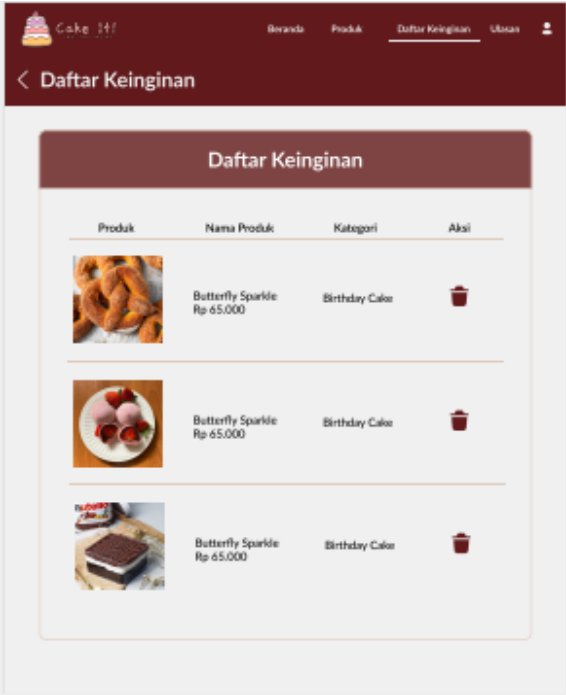 Cake It!
Beranda Produk Daftar Keinginan Ulasan
Daftar Keinginan
Daftar Keinginan
Produk Nama Produk Kategori Aksi
Butterfly Sparkle
Rp 65.000
Birthday Cake
Butterfly Sparkle
Rp 65.000
Birthday Cake
nutella
Butterfly Sparkle
Rp 65.000
Birthday Cake